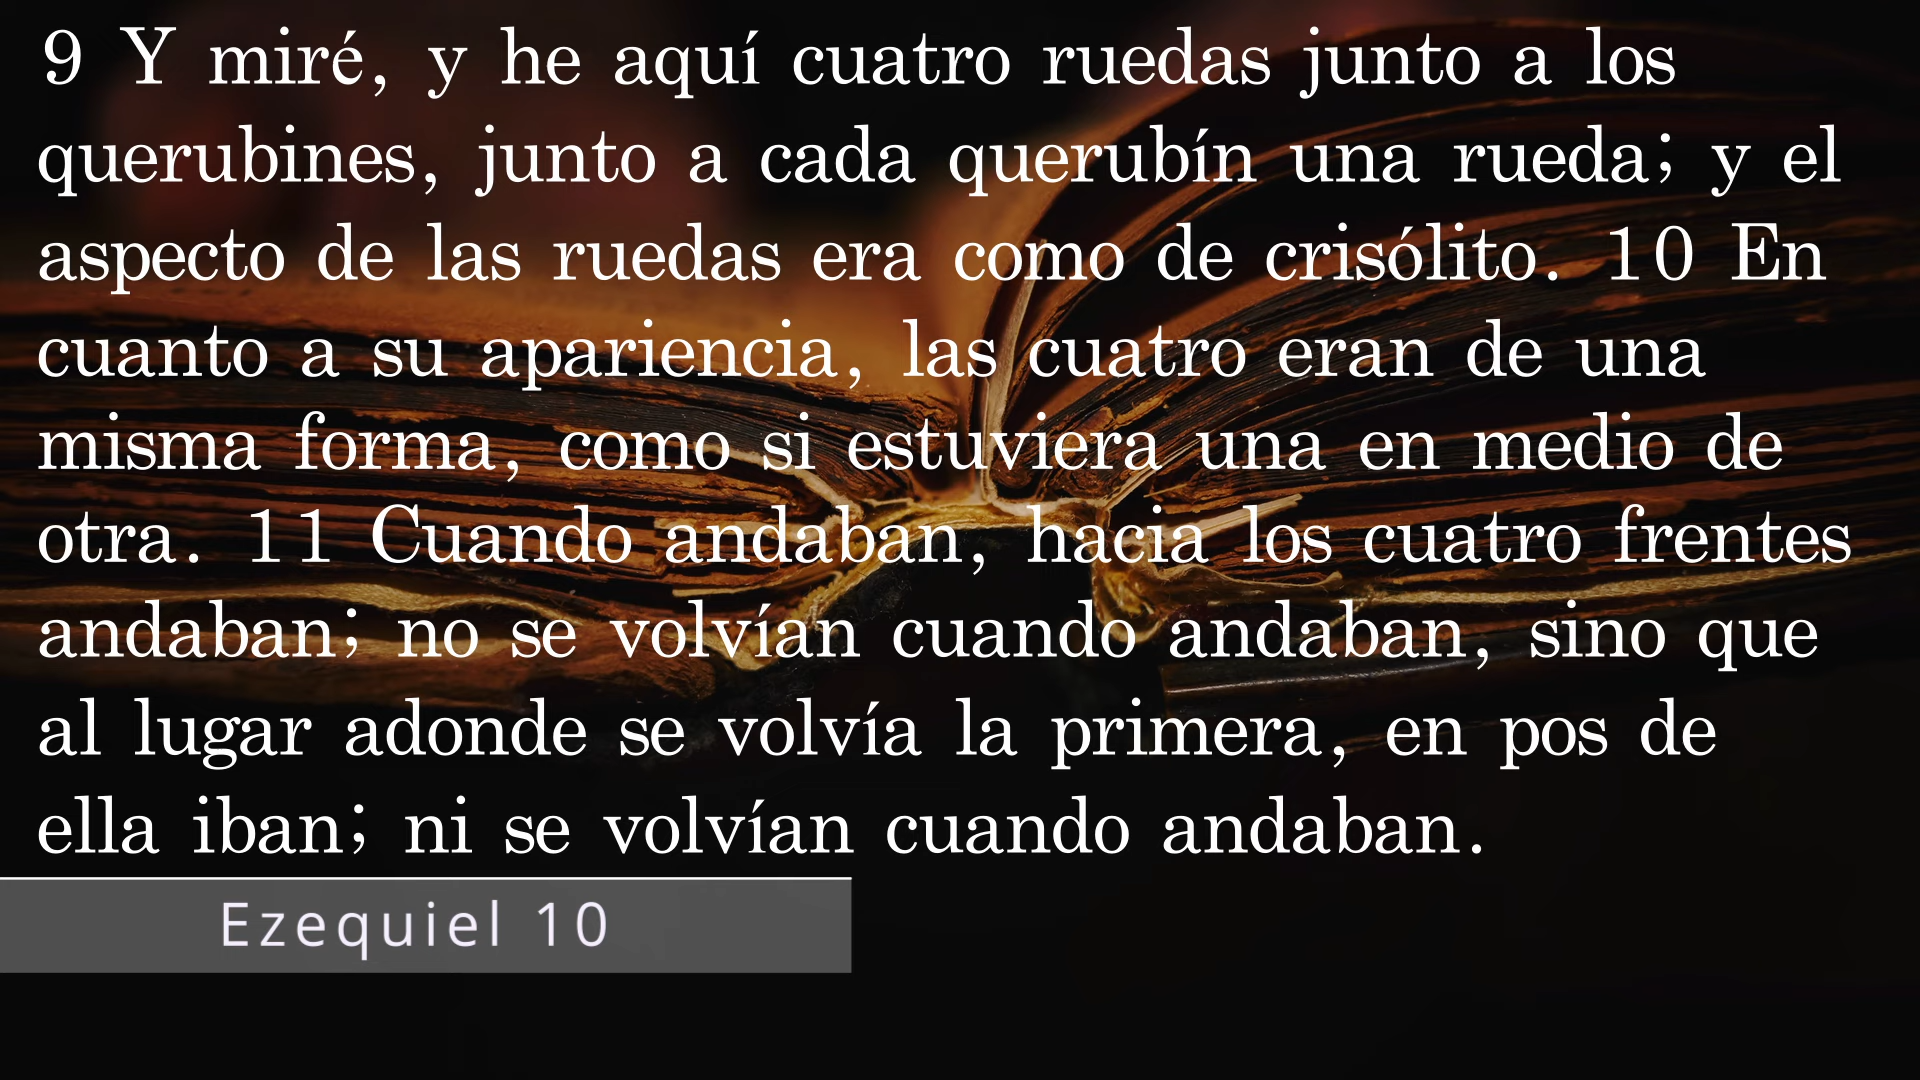 9 Y miré, y he aquí cuatro ruedas junto a los
querubines, junto a cada querubín una rueda; y el
aspecto de las ruedas era como de crisólito. 10 En
cuanto a su apariencia, las cuatro eran de una
misma forma, como si estuviera una en medio de
otra. 11 Cuando andaban, hacia los cuatro frentes
andaban; no se volvían cuando andaban, sino que
al lugar adonde se volvía la primera, en pos de
ella iban; ni se volvían cuando andaban.
Ezequiel 10